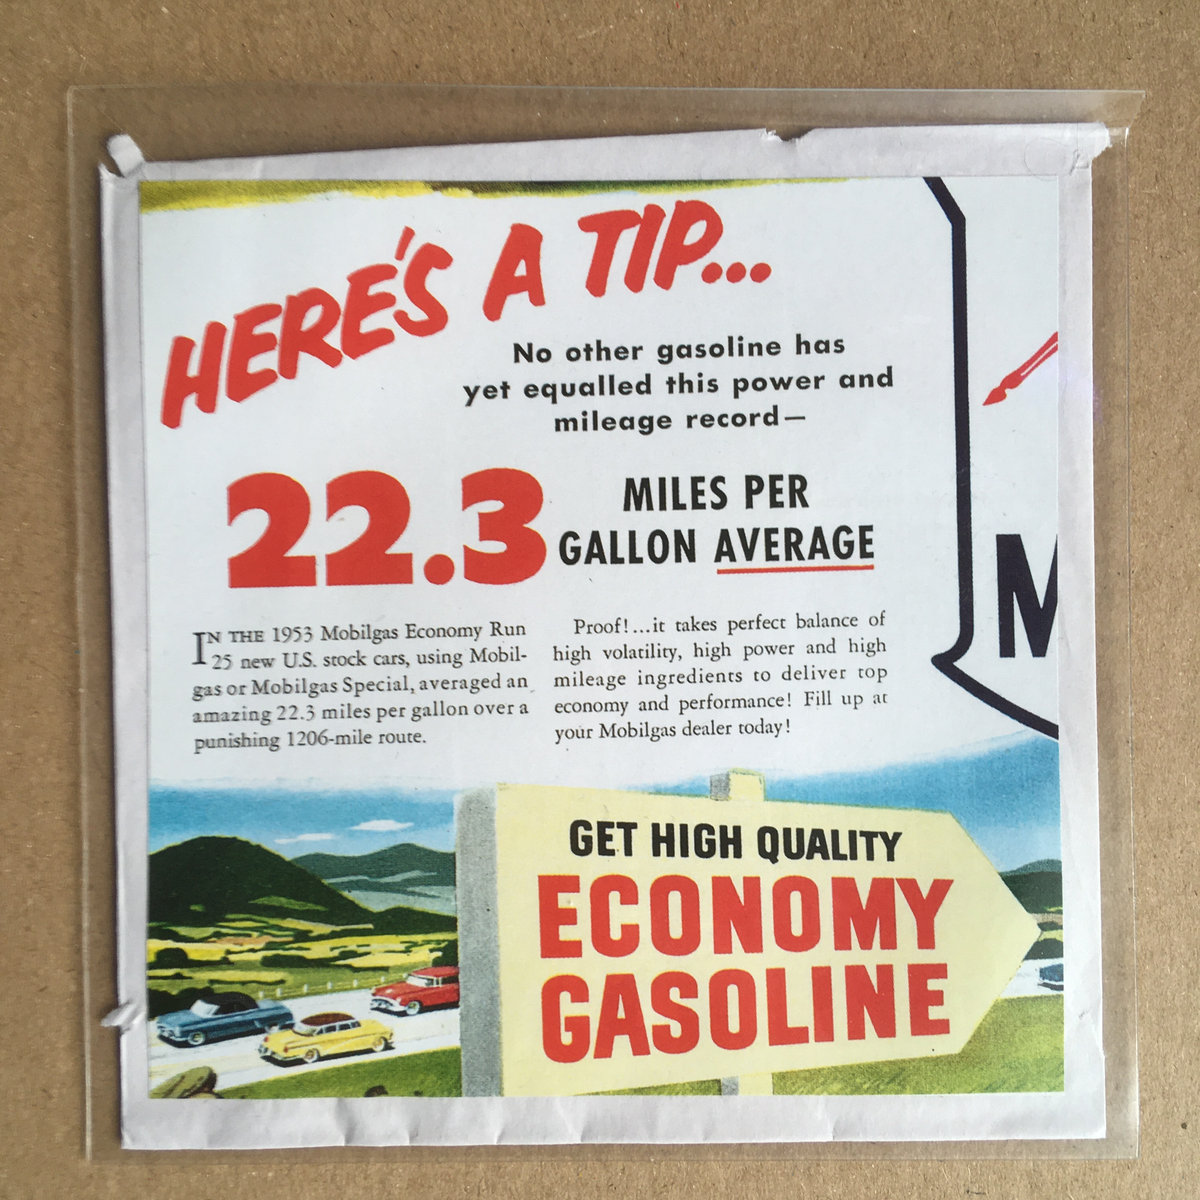 HERE'S A TIP...
No other gasoline has
yet equalled this power and
mileage record—
22.3 MILES PER
GALLON AVERAGE
IN THE 1953 Mobilgas Economy Run
25 new U.S. stock cars, using Mobil-
gas or Mobilgas Special, averaged an
amazing 22.3 miles per gallon over a
punishing 1206-mile route.
Proof!...it takes perfect balance of
high volatility, high power and high
mileage ingredients to deliver top
economy and performance! Fill up at
your Mobilgas dealer today!
M
GET HIGH QUALITY
ECONOMY
GASOLINE